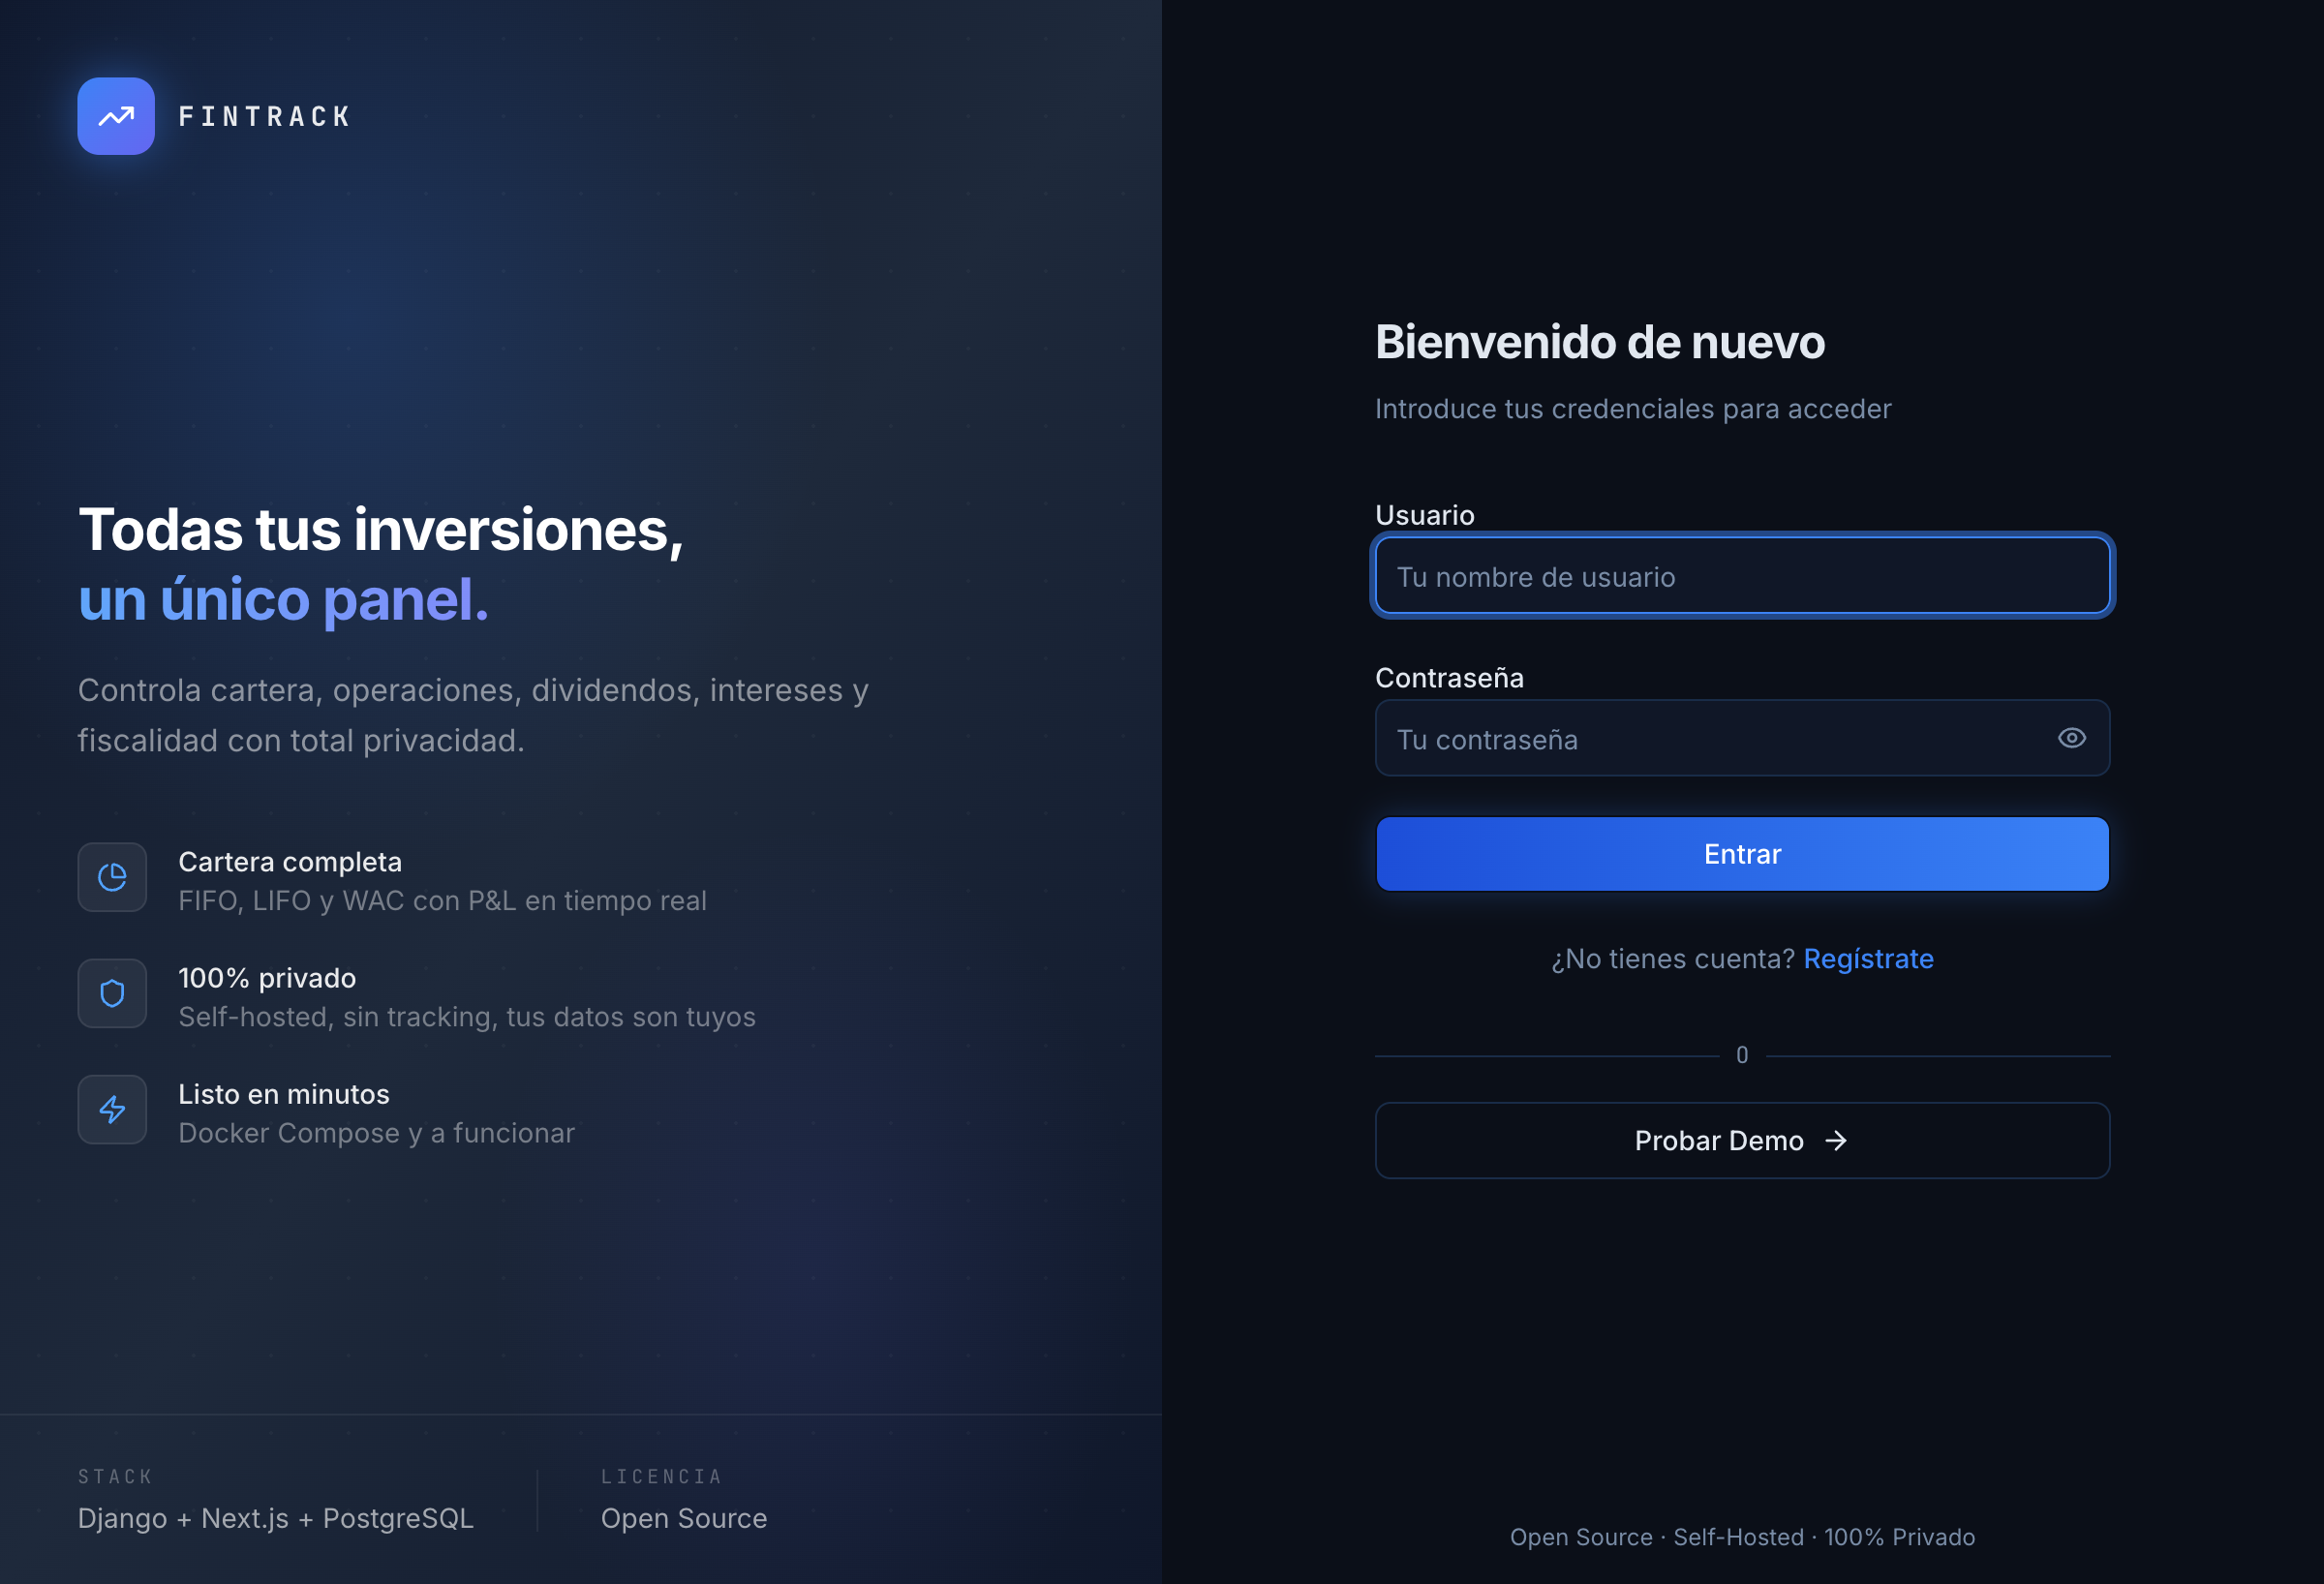 FINTRACK
Todas tus inversiones,
un único panel.
Controla cartera, operaciones, dividendos, intereses y
fiscalidad con total privacidad.
Cartera completa
FIFO, LIFO y WAC con P&L en tiempo real
100% privado
Self-hosted, sin tracking, tus datos son tuyos
Listo en minutos
Docker Compose y a funcionar
STACK
Django + Next.js + PostgreSQL
LICENCIA
Open Source
Bienvenido de nuevo
Introduce tus credenciales para acceder
Usuario
Tu nombre de usuario
Contraseña
Tu contraseña
Entrar
¿No tienes cuenta? Regístrate
O
Probar Demo →
Open Source · Self-Hosted · 100% Privado